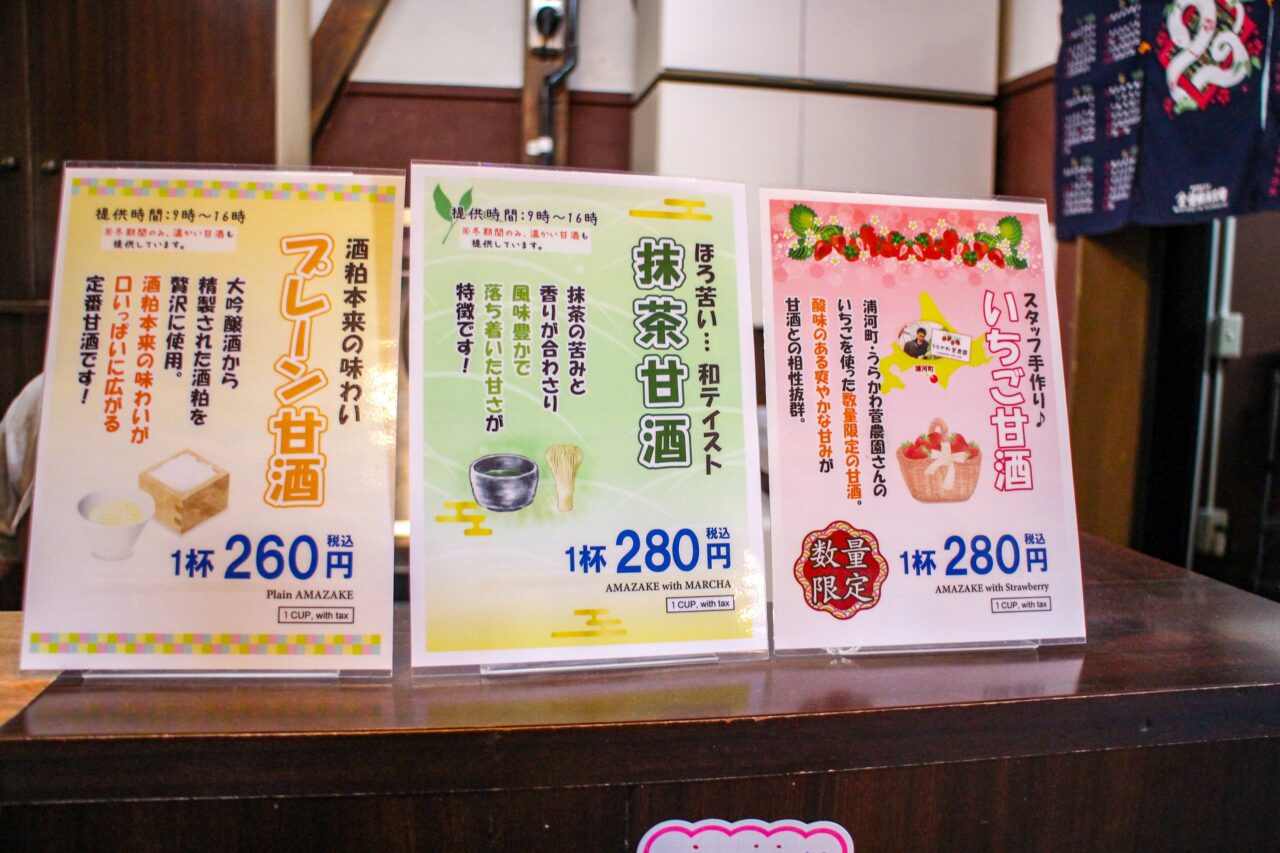 提供時間：9時～16時
※冬期間のみ、温かい甘酒も
提供しています。
酒粕本来の味わい
プレーン甘酒
大吟醸酒から
精製された酒粕を
贅沢に使用。
酒粕本来の味わいが
口いっぱいに広がる
定番甘酒です！
1杯 260円 税込
Plain AMAZAKE
1 CUP, with tax
提供時間：9時～16時
※冬期間のみ、温かい甘酒も
提供しています。
ほろ苦い… 和テイスト
抹茶甘酒
抹茶の苦みと
香りが合わさり
風味豊かで
落ち着いた甘さが
特徴です！
1杯 280円 税込
AMAZAKE with MARCHA
1 CUP, with tax
スタッフ手作り♪
いちご甘酒
浦河町
浦河町・うらかわ菅農園さんの
いちごを使った数量限定の甘酒。
酸味のある爽やかな甘みが
甘酒との相性抜群。
数量
限定
1杯 280円 税込
AMAZAKE with Strawberry
1 CUP, with tax